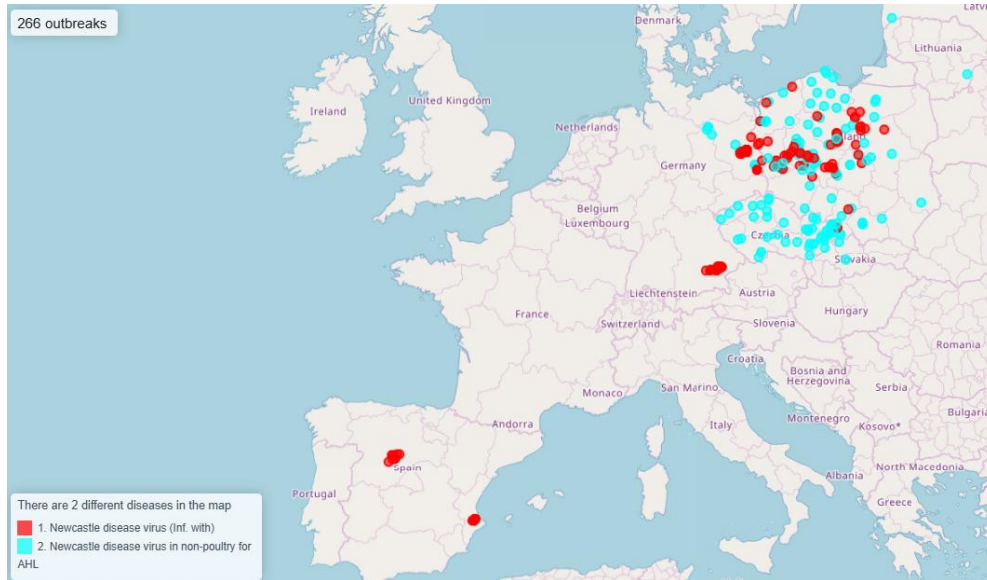 266 outbreaks
Denmark
Lithuania
Ireland
United Kingdom
Netherlands
Germany
Belgium
Luxembourg
Czechia
Slovakia
Liechtenstein
Austria
Hungary
France
Switzerland
Slovenia
Romania
Croatia
Bosnia and
Herzegovina
Serbia
San Marino
Monaco
Andorra
Italy
Montenegro
Kosovo*
Bulgaria
Spain
Portugal
Albania
North Macedonia
Greece
There are 2 different diseases in the map
1. Newcastle disease virus (Inf. with)
2. Newcastle disease virus in non-poultry for
AHL